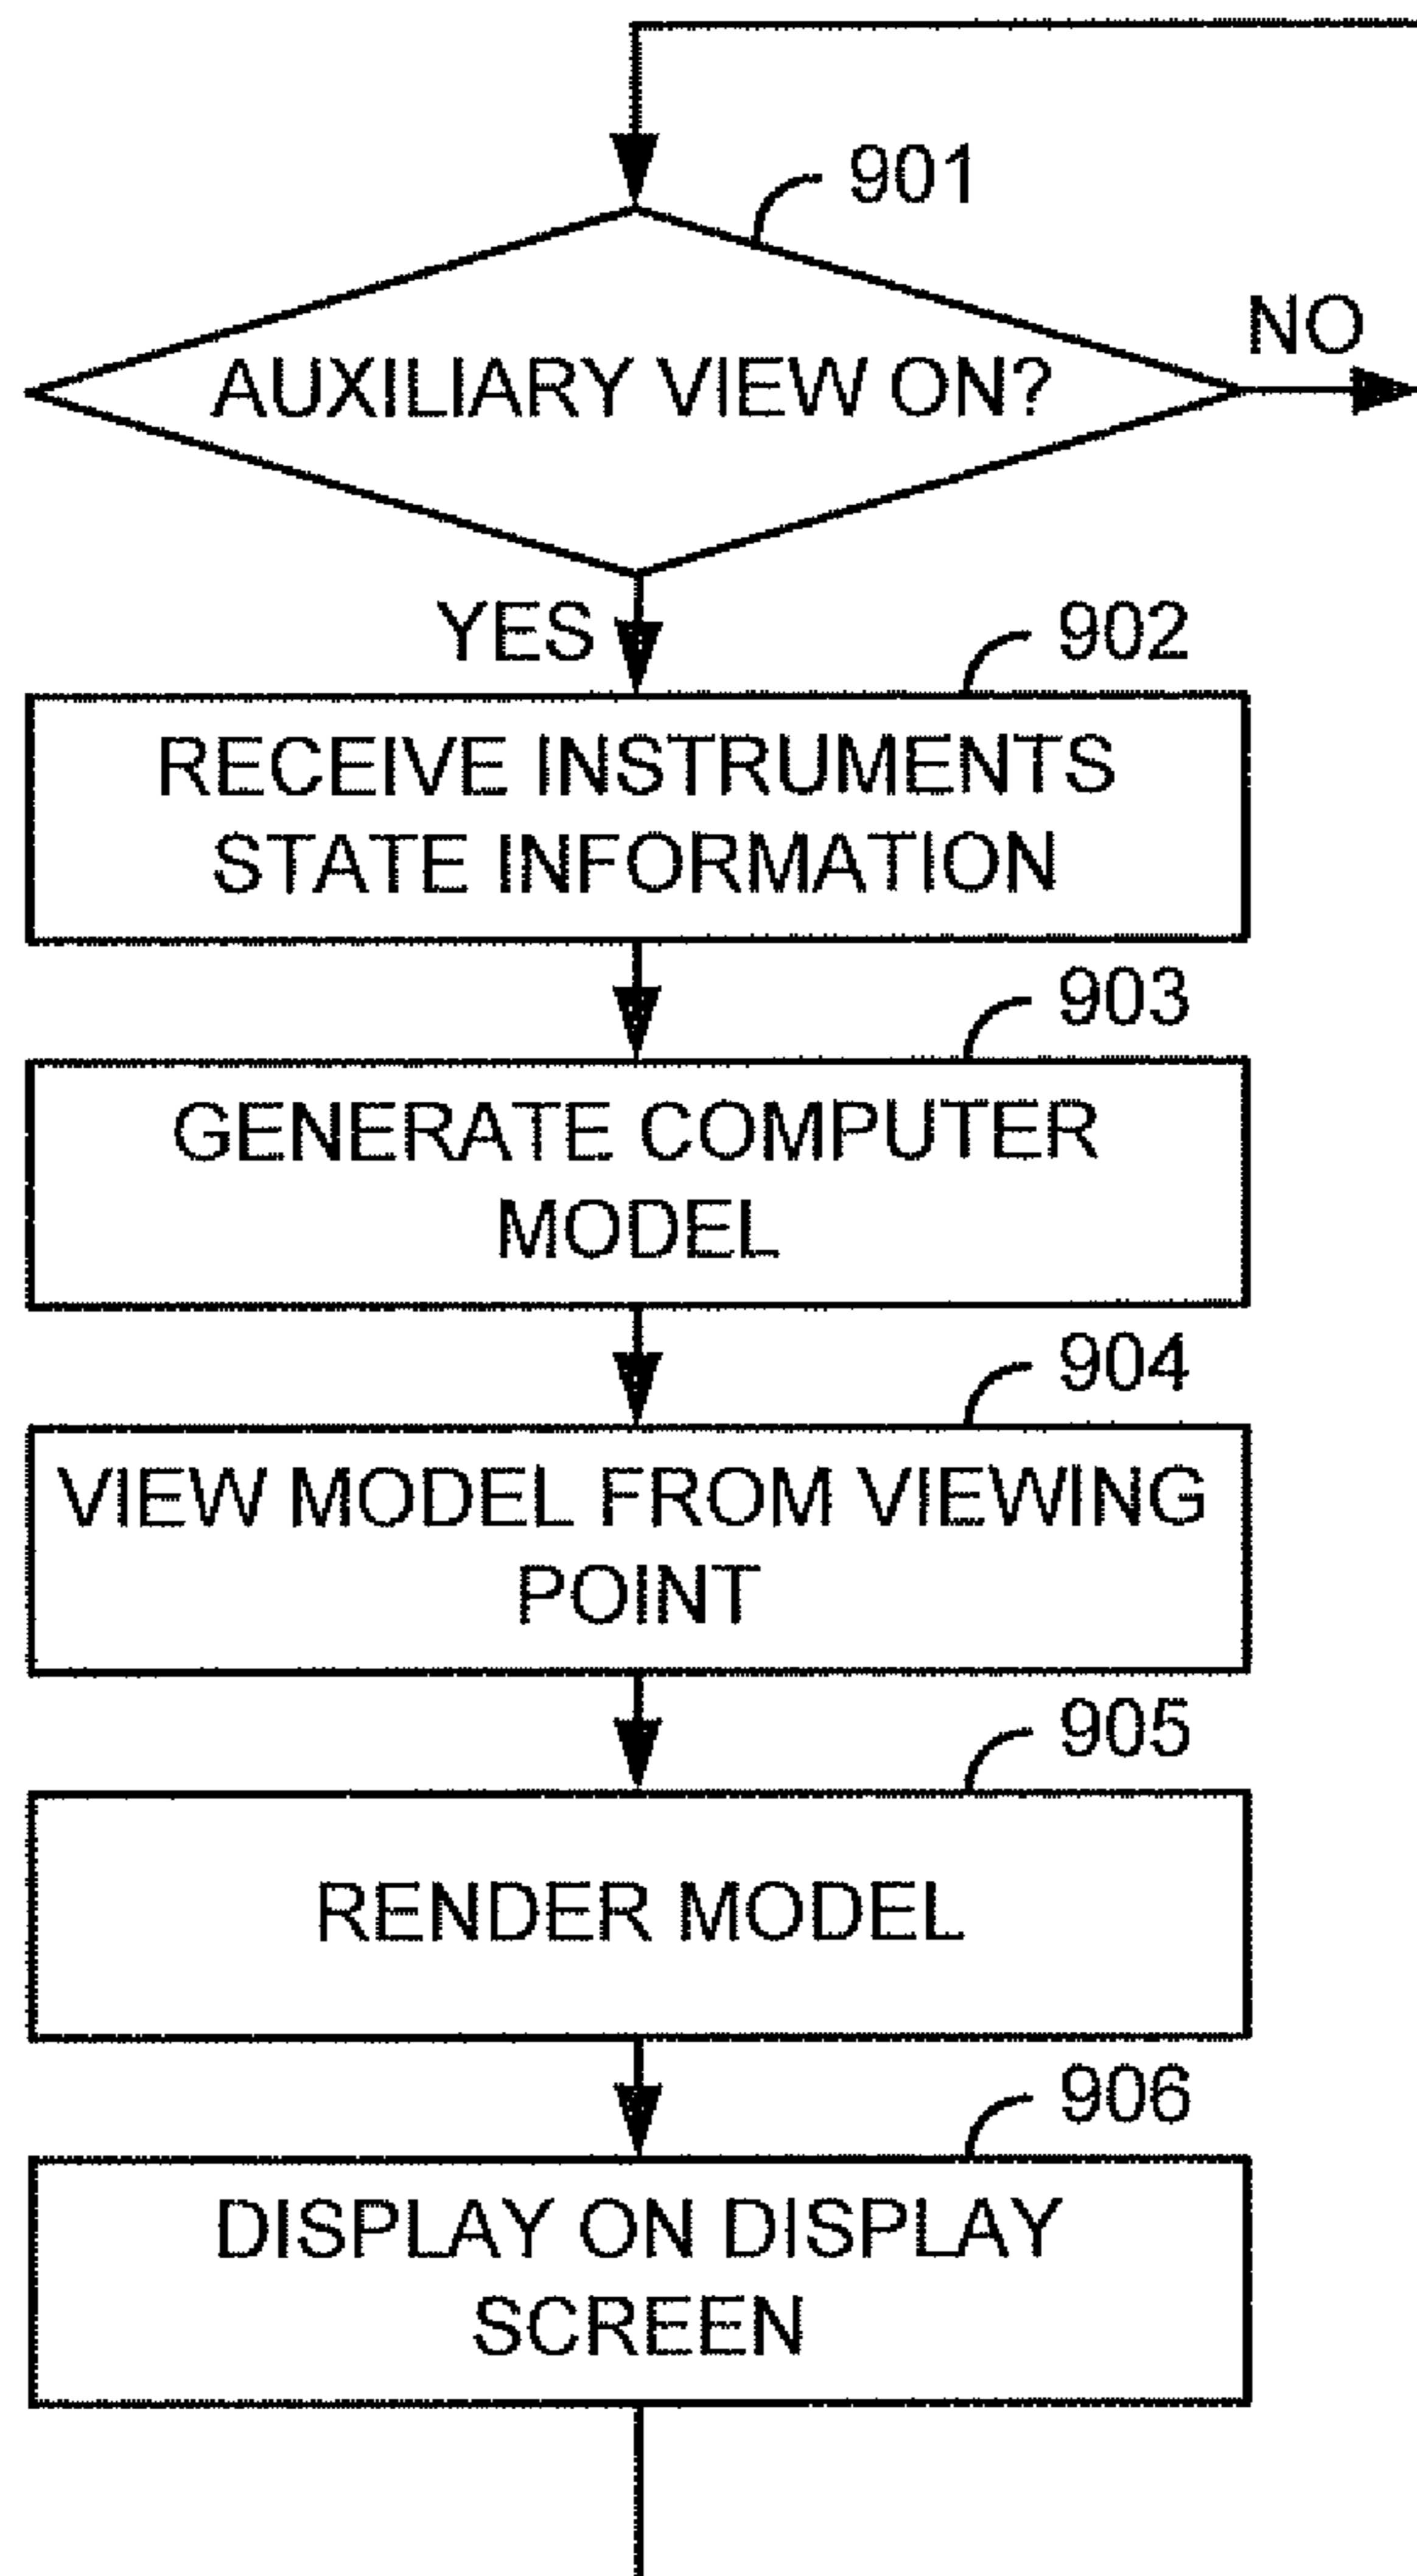 901
AUXILIARY VIEW ON?
NO
YES
902
RECEIVE INSTRUMENTS
STATE INFORMATION
903
GENERATE COMPUTER
MODEL
904
VIEW MODEL FROM VIEWING
POINT
905
RENDER MODEL
906
DISPLAY ON DISPLAY
SCREEN